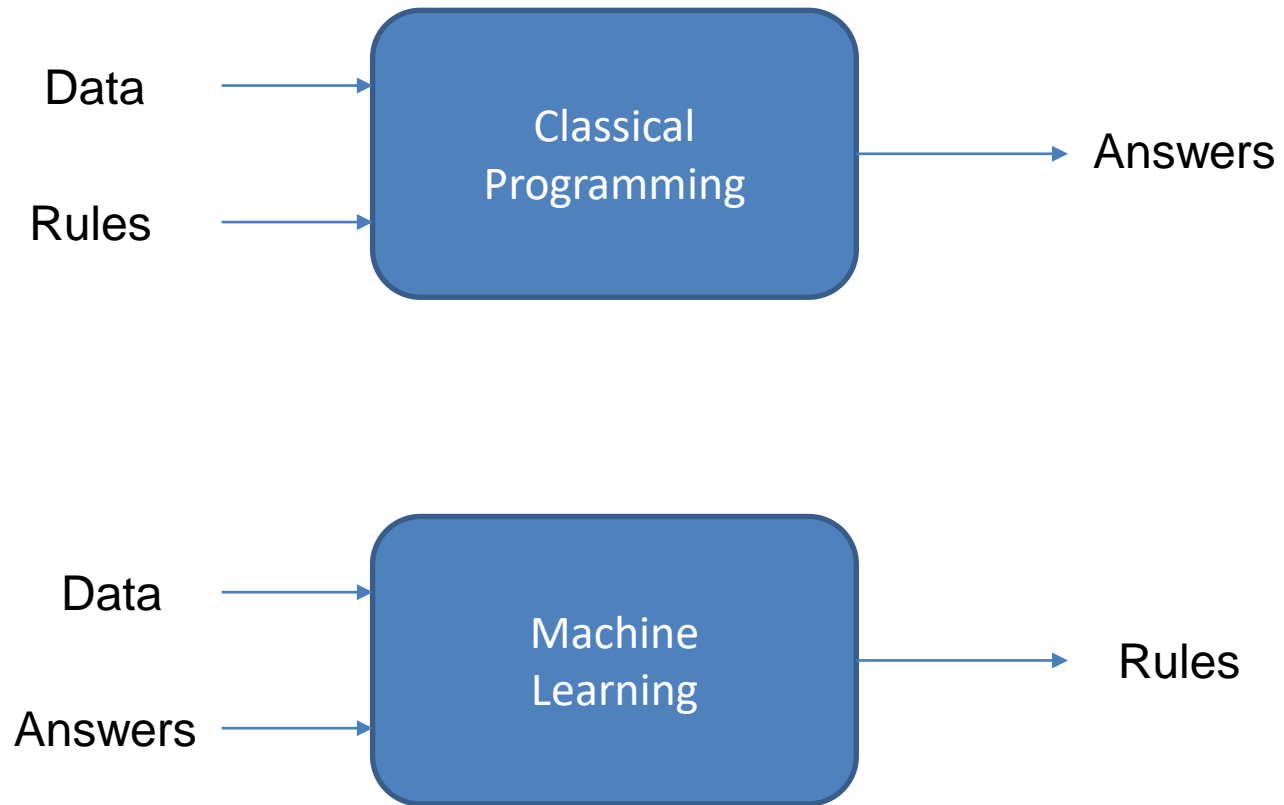 Data
Rules
Classical
Programming
Answers
Data
Answers
Machine
Learning
Rules